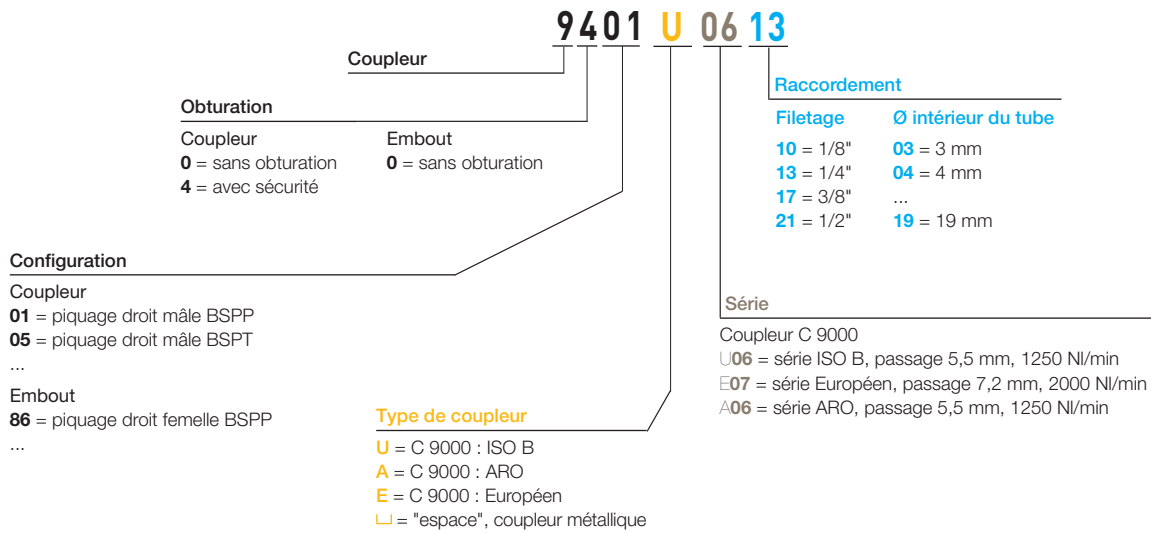 9401 U 06 13
Coupleur
Obturation
Coupleur Embout
0 = sans obturation 0 = sans obturation
4 = avec sécurité
Configuration
Coupleur
01 = piquage droit mâle BSPP
05 = piquage droit mâle BSPT
...
Embout
86 = piquage droit femelle BSPP
...
Type de coupleur
U = C 9000 : ISO B
A = C 9000 : ARO
E = C 9000 : Européen
⌴ = "espace", coupleur métallique
Raccordement
Filetage Ø intérieur du tube
10 = 1/8" 03 = 3 mm
13 = 1/4" 04 = 4 mm
17 = 3/8" ...
21 = 1/2" 19 = 19 mm
Série
Coupleur C 9000
U06 = série ISO B, passage 5,5 mm, 1250 Nl/min
E07 = série Européen, passage 7,2 mm, 2000 Nl/min
A06 = série ARO, passage 5,5 mm, 1250 Nl/min